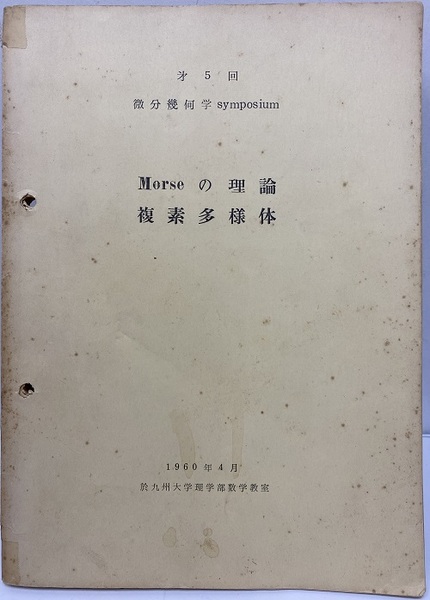 才 5 回
微分幾何学 symposium
Morse の 理 論
複 素 多 様 体
1960 年 4 月
於九州大学理学部数学教室